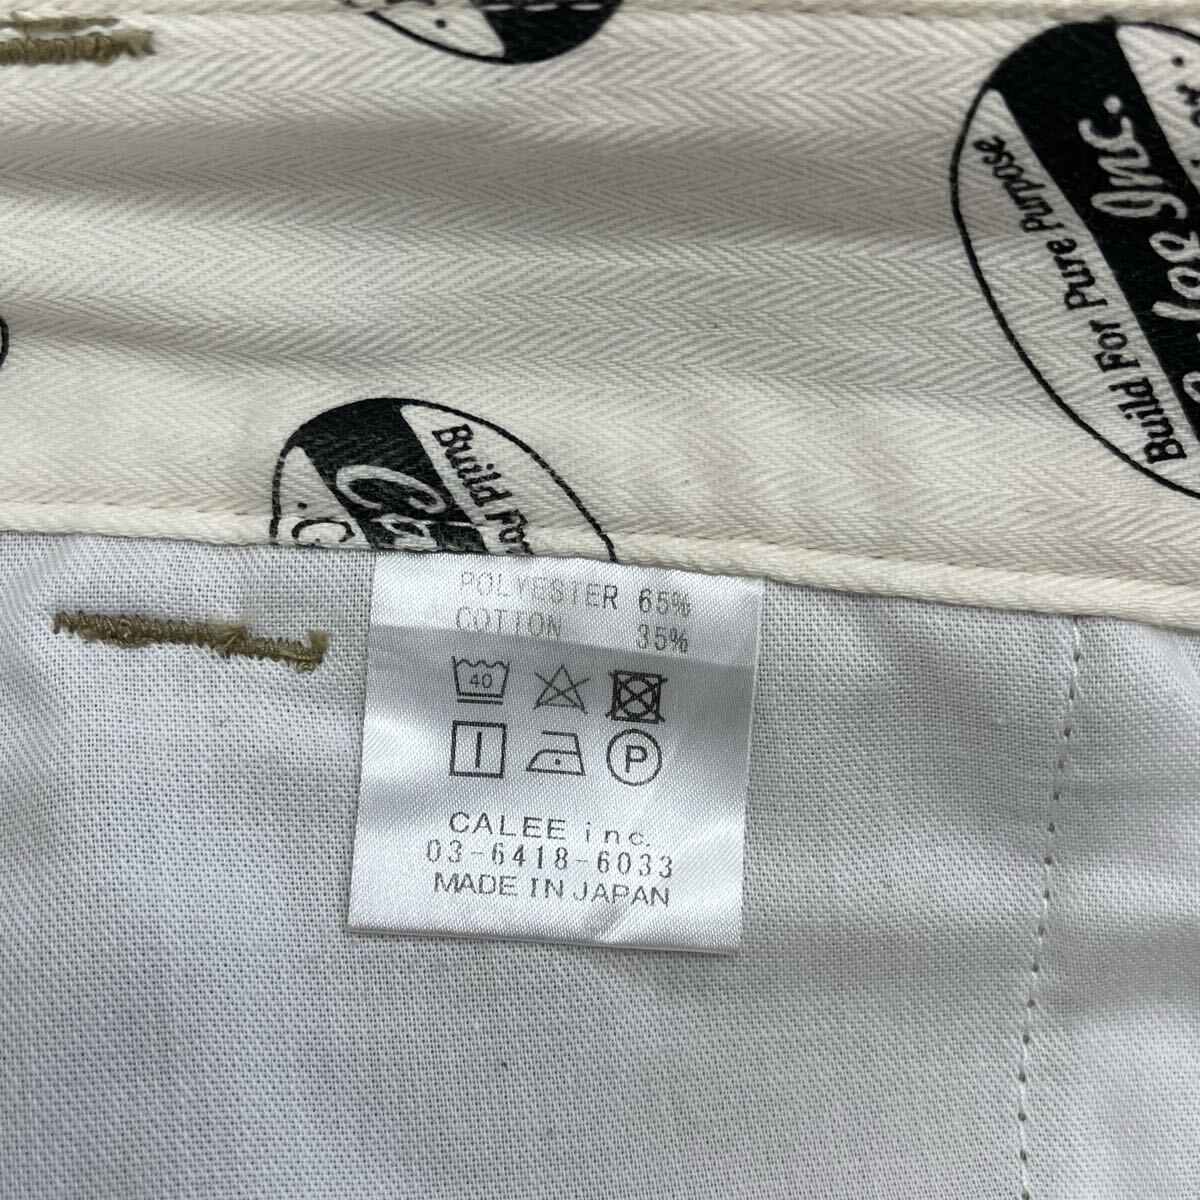 Inc.
Build For Pure Purpose
Build For
POLYESTER 65%
COTTON 35%
40
P
CALEE inc.
03-6418-6033
MADE IN JAPAN